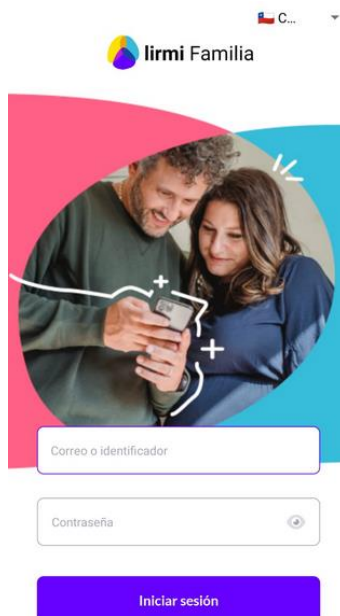 🇨🇱 C...
lirmi Familia
Correo o identificador
Contraseña
Iniciar sesión